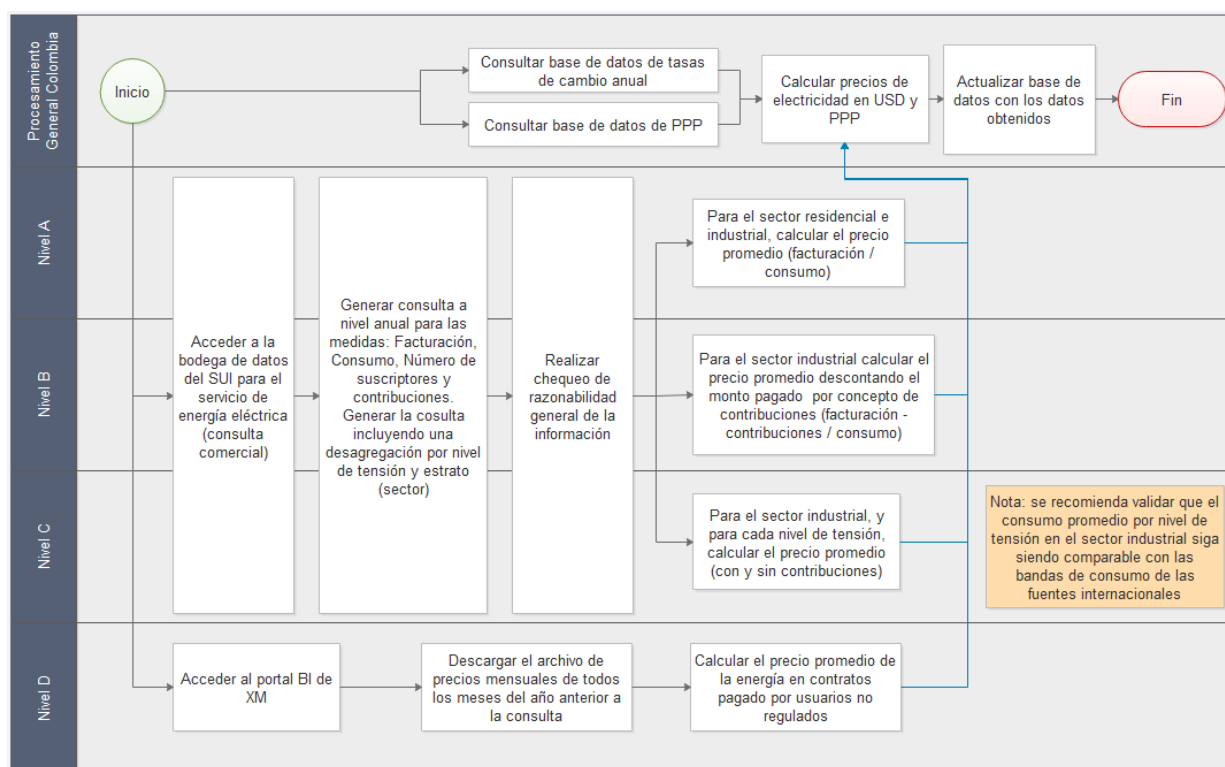 Procesamiento
General Colombia
Inicio
Consultar base de datos de tasas
de cambio anual
Consultar base de datos de PPP
Calcular precios de
electricidad en USD y
PPP
Actualizar base de
datos con los datos
obtenidos
Fin
Nivel A
Nivel B
Nivel C
Nivel D
Acceder a la
bodega de datos
del SUI para el
servicio de
energía eléctrica
(consulta
comercial)
Generar consulta a
nivel anual para las
medidas: Facturación,
Consumo, Número de
suscriptores y
contribuciones.
Generar la cosulta
incluyendo una
desagregación por nivel
de tensión y estrato
(sector)
Realizar
chequeo de
razonabilidad
general de la
información
Para el sector residencial e
industrial, calcular el precio
promedio (facturación /
consumo)
Para el sector industrial calcular el
precio promedio descontando el
monto pagado por concepto de
contribuciones (facturación -
contribuciones / consumo)
Para el sector industrial, y
para cada nivel de tensión,
calcular el precio promedio
(con y sin contribuciones)
Nota: se recomienda validar que el
consumo promedio por nivel de
tensión en el sector industrial siga
siendo comparable con las
bandas de consumo de las
fuentes internacionales
Acceder al portal BI de
XM
Descargar el archivo de
precios mensuales de todos
los meses del año anterior a
la consulta
Calcular el precio promedio de
la energía en contratos
pagado por usuarios no
regulados